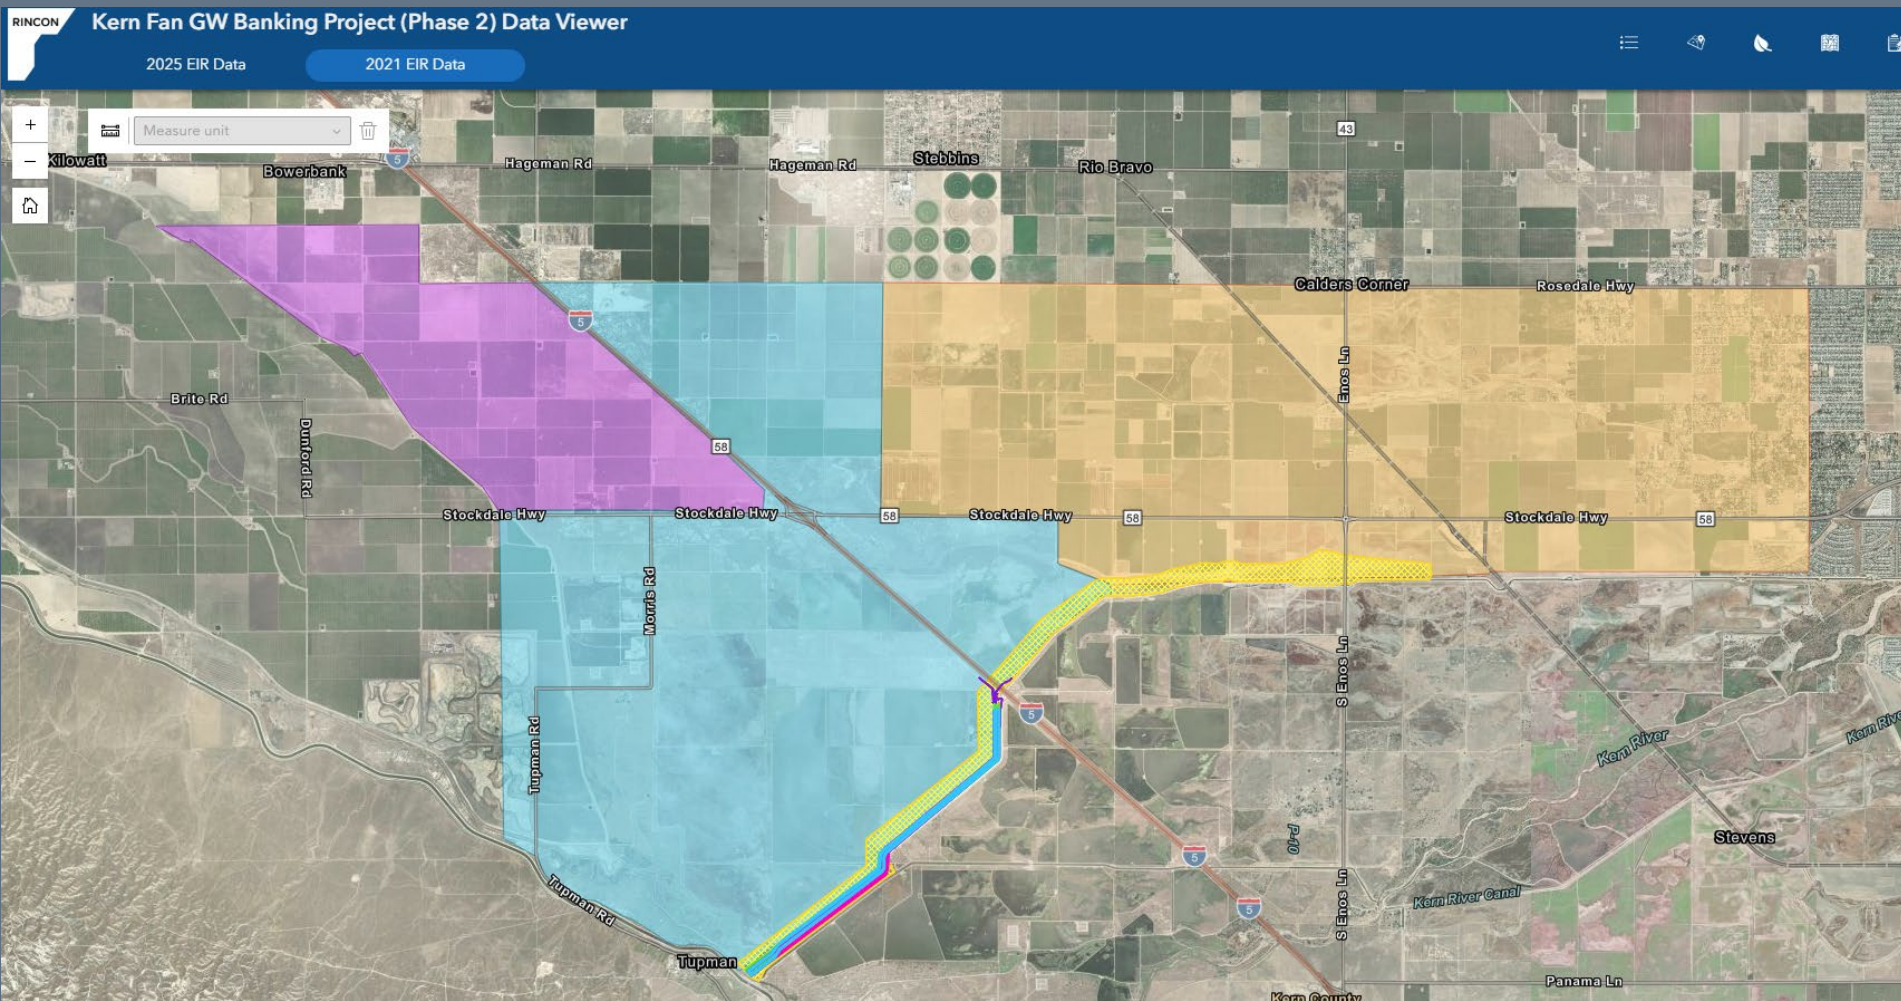 RINCON
Kern Fan GW Banking Project (Phase 2) Data Viewer
2025 EIR Data
2021 EIR Data
+
Measure unit
−
Kilowatt
Bowerbank
5
Hageman Rd
Hageman Rd
Stebbins
Rio Bravo
43
Calders Corner
Rosedale Hwy
5
Enos Ln
Brite Rd
Dunford Rd
58
Stockdale Hwy
Stockdale Hwy
58
Stockdale Hwy
58
Stockdale Hwy
58
Morris Rd
S Enos Ln
5
Tupman Rd
Kern River
Kern Rive
P-10
Stevens
5
Tupman Rd
S Enos Ln
Kern River Canal
5
Tupman
Panama Ln
Kern County